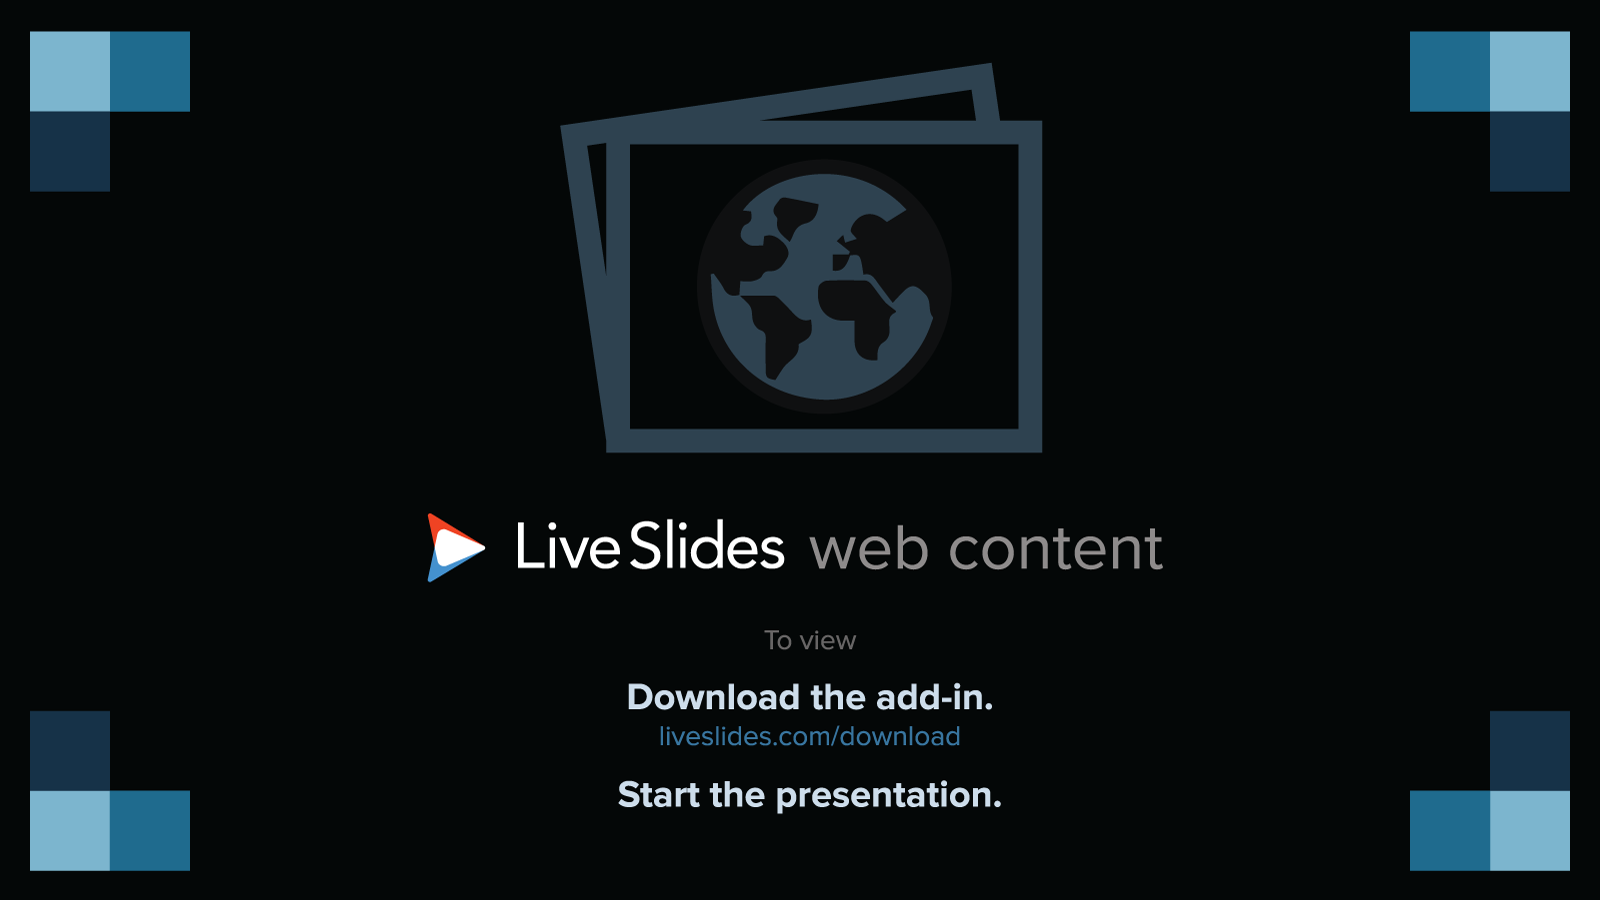 LiveSlides web content
To view
Download the add-in.
liveslides.com/download
Start the presentation.